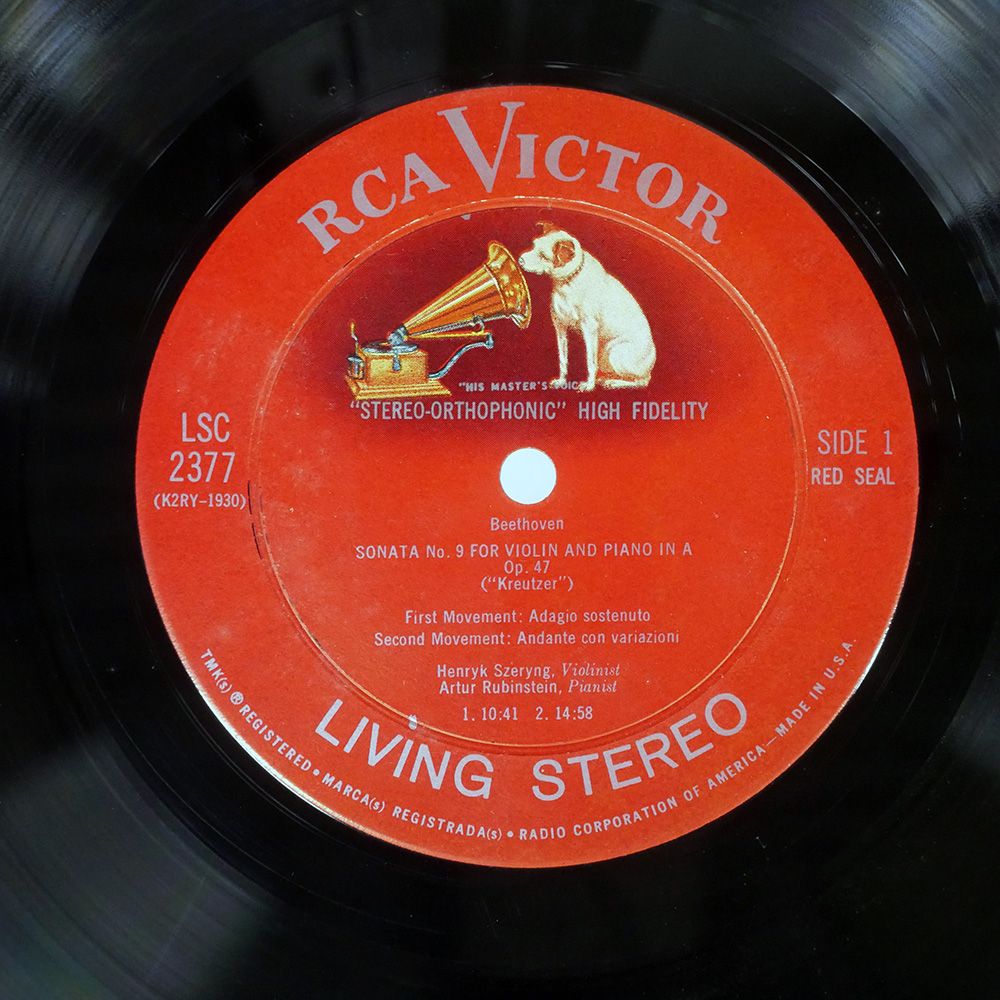 RCA VICTOR
"HIS MASTER'S VOICE
"STEREO-ORTHOPHONIC" HIGH FIDELITY
LSC
2377
(K2RY-1930)
SIDE 1
RED SEAL
Beethoven
SONATA No. 9 FOR VIOLIN AND PIANO IN A
Op. 47
("Kreutzer")
First Movement: Adagio sostenuto
Second Movement: Andante con variazioni
Henryk Szeryng, Violinist
Artur Rubinstein, Pianist
1. 10:41 2. 14:58
LIVING STEREO
TMK(s) ® REGISTERED • MARCA(s) REGISTRADA(s) • RADIO CORPORATION OF AMERICA—MADE IN U.S.A.